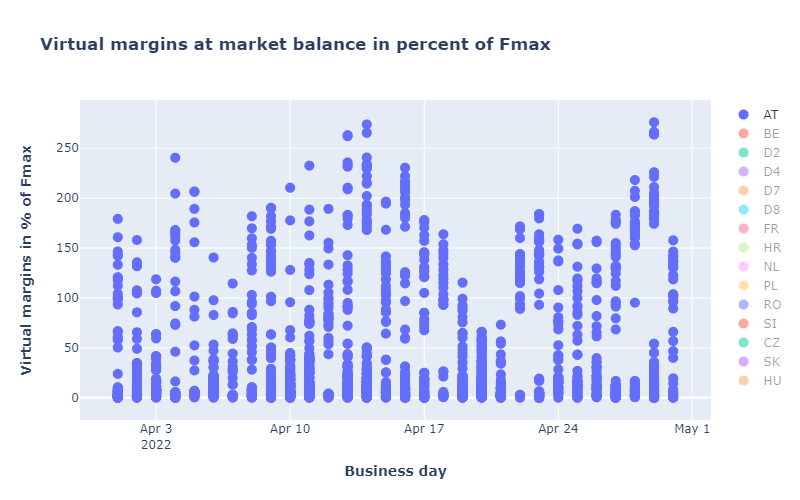 Virtual margins at market balance in percent of Fmax
Virtual margins in % of Fmax
250
200
150
100
50
0
Apr 3
2022
Apr 10
Apr 17
Apr 24
May 1
Business day
AT
BE
D2
D4
D7
D8
FR
HR
NL
PL
RO
SI
CZ
SK
HU